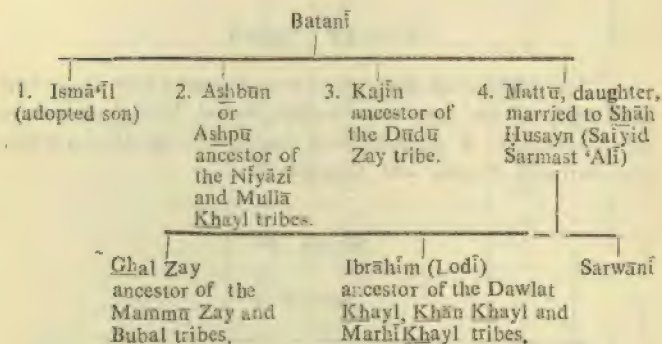 Batanī
1. Ismā‘īl
(adopted son)
2. Ashbūn
or
Ashpū
ancestor of
the Nīyāzī
and Mullā
Khayl tribes.
3. Kajīn
ancestor of
the Dūdū
Zay tribe.
4. Mattū, daughter,
married to Shāh
Ḥusayn (Saiyid
Sarmast ‘Alī)
Ghal Zay
ancestor of the
Mammū Zay and
Bubal tribes,
Ibrāhīm (Lodī)
ancestor of the Dawlat
Khayl, Khān Khayl and
Marhī Khayl tribes,
Sarwānī